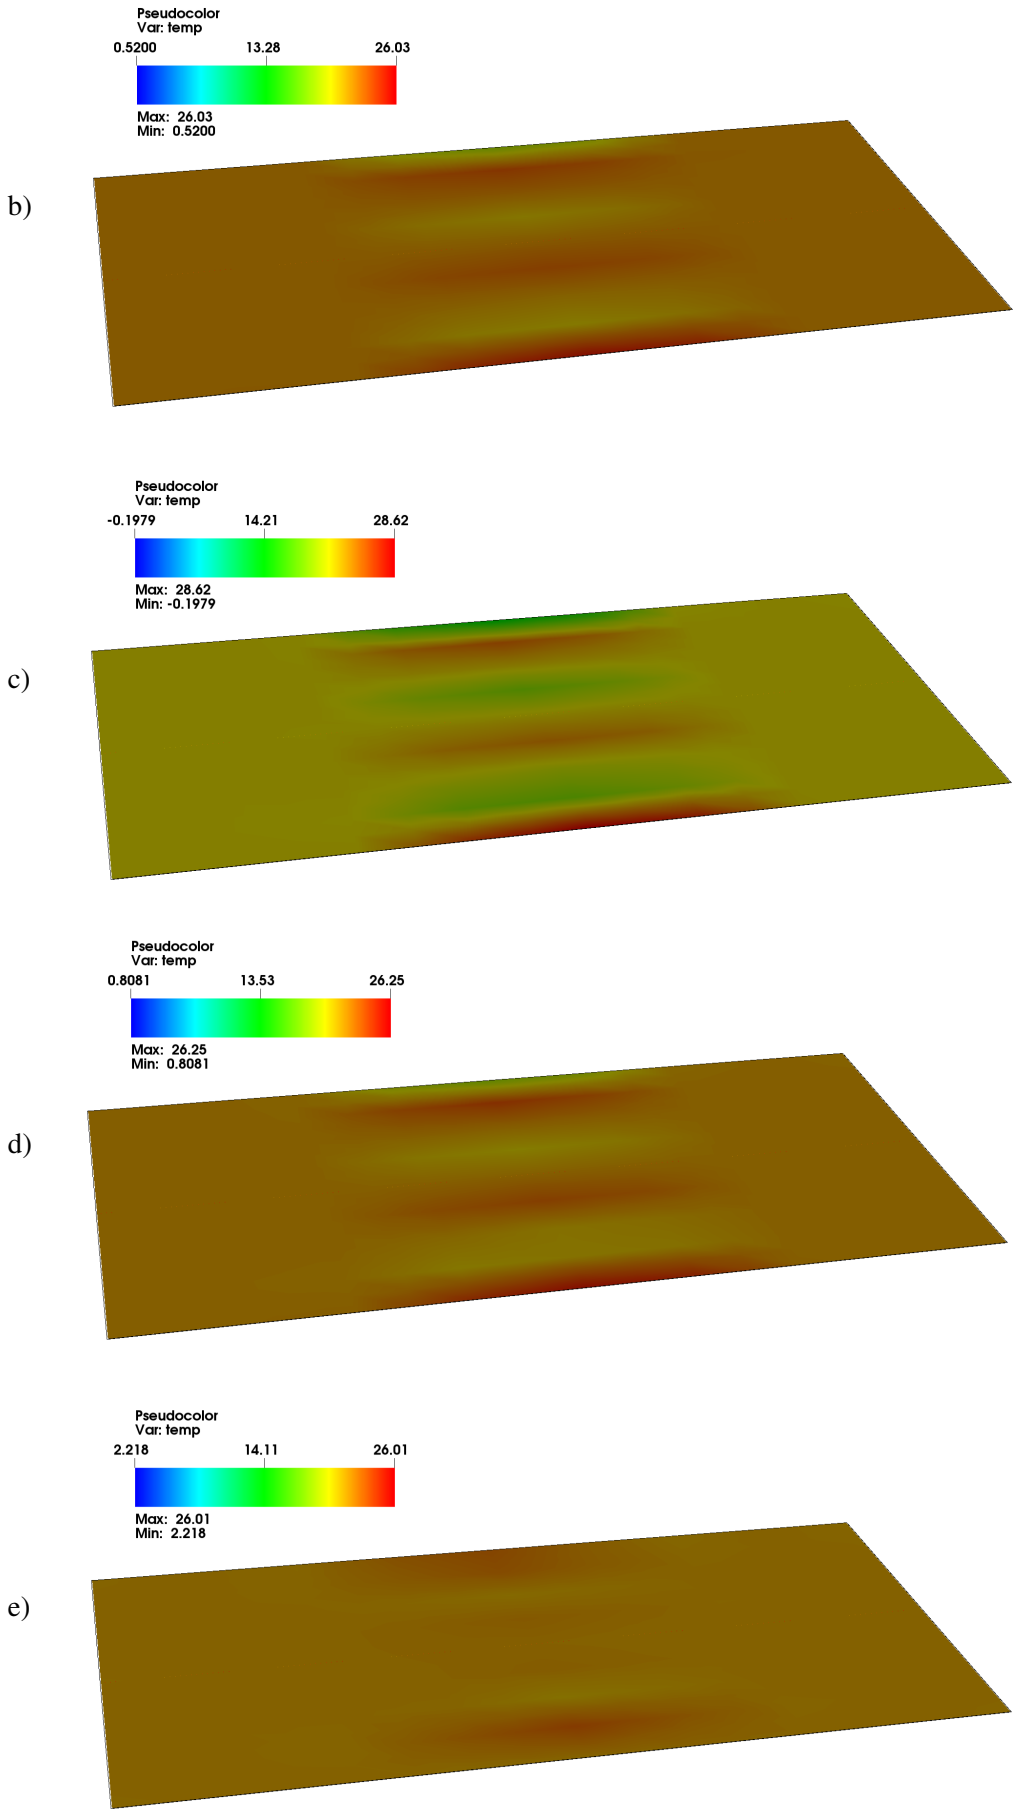 Pseudocolor
Var: temp
0.5200 13.28 26.03
Max: 26.03
Min: 0.5200
b)
Pseudocolor
Var: temp
-0.1979 14.21 28.62
Max: 28.62
Min: -0.1979
c)
Pseudocolor
Var: temp
0.8081 13.53 26.25
Max: 26.25
Min: 0.8081
d)
Pseudocolor
Var: temp
2.218 14.11 26.01
Max: 26.01
Min: 2.218
e)